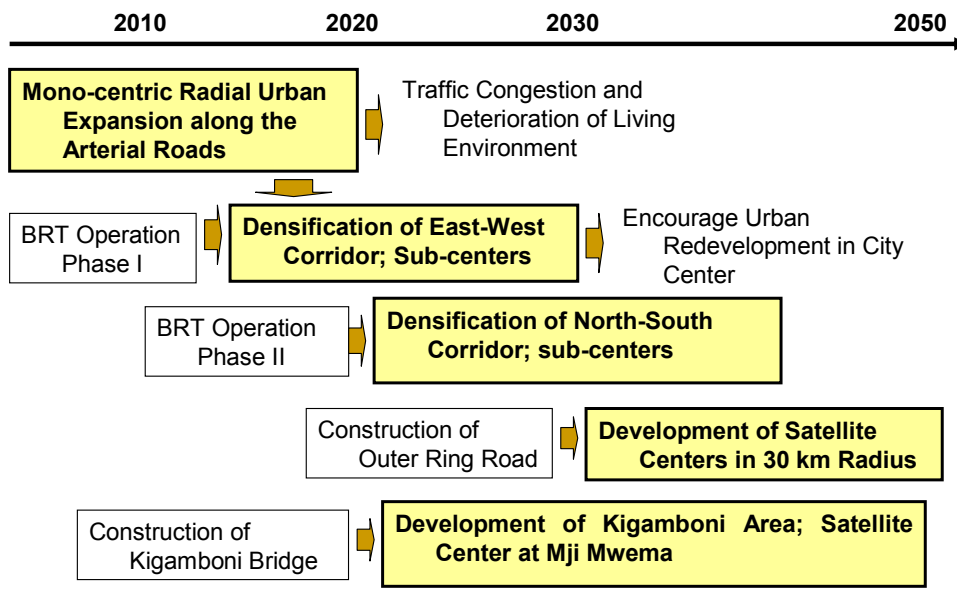 2010 2020 2030 2050
Mono-centric Radial Urban
Expansion along the
Arterial Roads
Traffic Congestion and
Deterioration of Living
Environment
BRT Operation
Phase I
Densification of East-West
Corridor; Sub-centers
Encourage Urban
Redevelopment in City
Center
BRT Operation
Phase II
Densification of North-South
Corridor; sub-centers
Construction of
Outer Ring Road
Development of Satellite
Centers in 30 km Radius
Construction of
Kigamboni Bridge
Development of Kigamboni Area; Satellite
Center at Mji Mwema